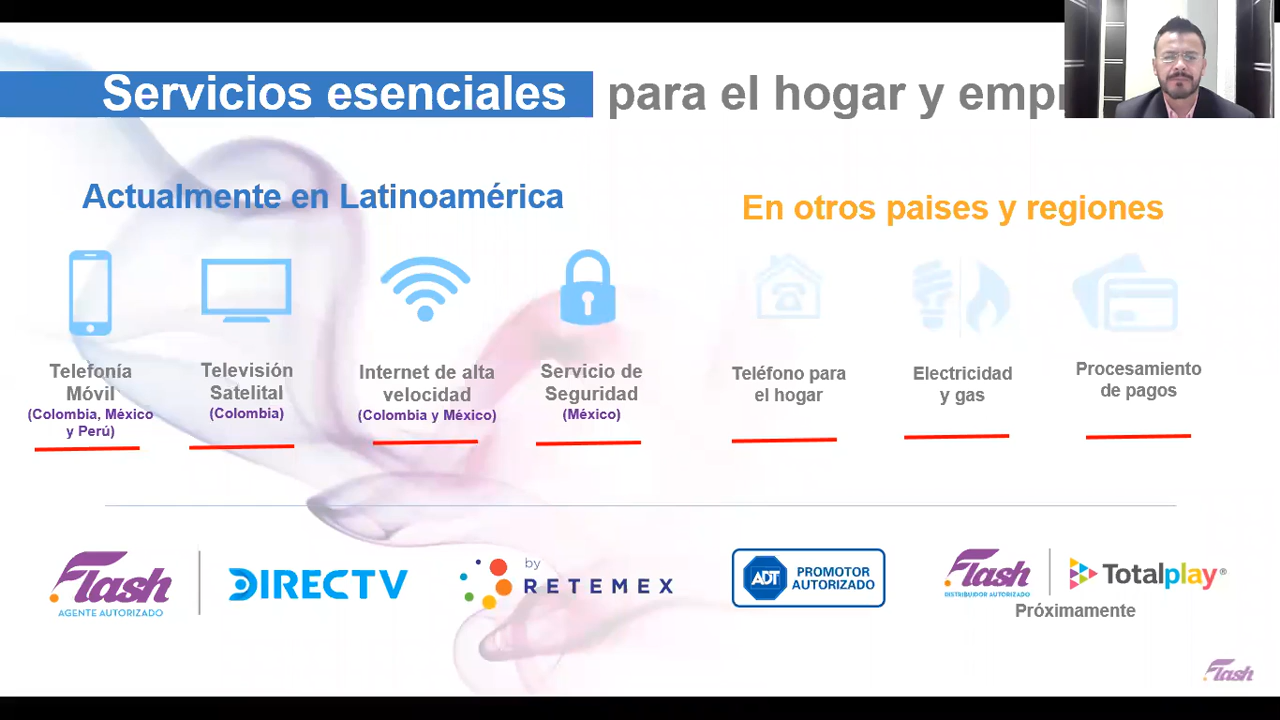 Servicios esenciales para el hogar y emp
Actualmente en Latinoamérica
En otros paises y regiones
Telefonía
Móvil
(Colombia, México
y Perú)
Televisión
Satelital
(Colombia)
Internet de alta
velocidad
(Colombia y México)
Servicio de
Seguridad
(México)
Teléfono para
el hogar
Electricidad
y gas
Procesamiento
de pagos
Flash
AGENTE AUTORIZADO
DIRECTV
by
RETEMEX
ADT
PROMOTOR
AUTORIZADO
Flash
DISTRIBUIDOR AUTORIZADO
Totalplay®
Próximamente
Flash